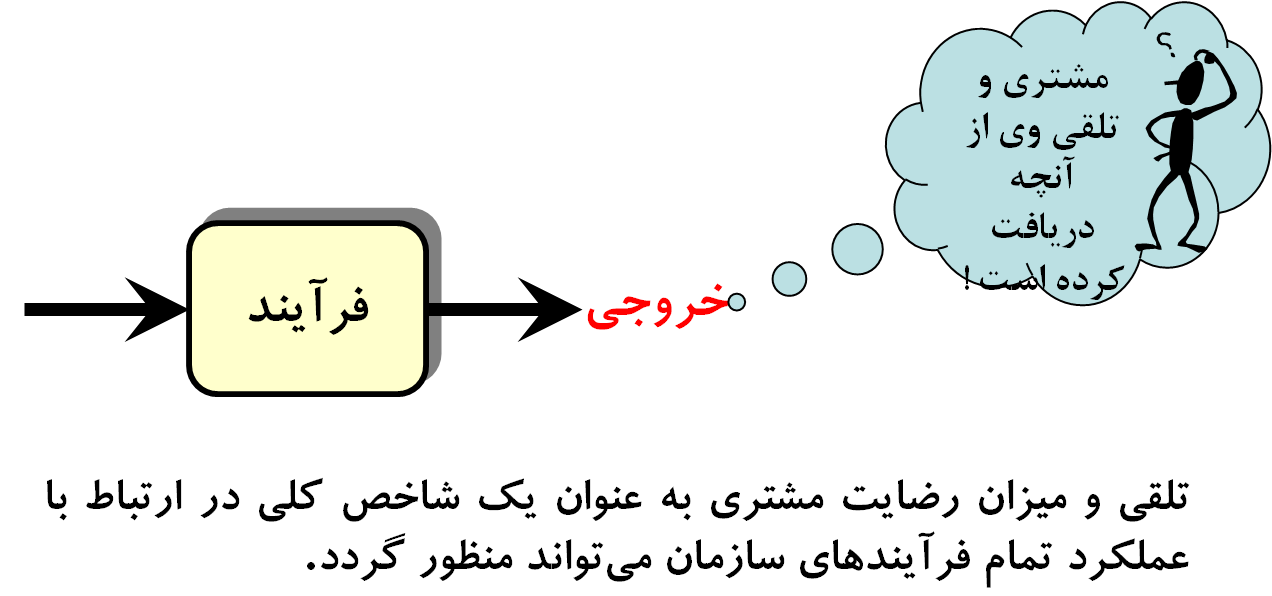 ؟
مشتری و
تلقی وی از
آنچه
دریافت
کرده است!
فرآیند
خروجی
تلقی و میزان رضایت مشتری به عنوان یک شاخص کلی در ارتباط با
عملکرد تمام فرآیندهای سازمان می‌تواند منظور گردد.